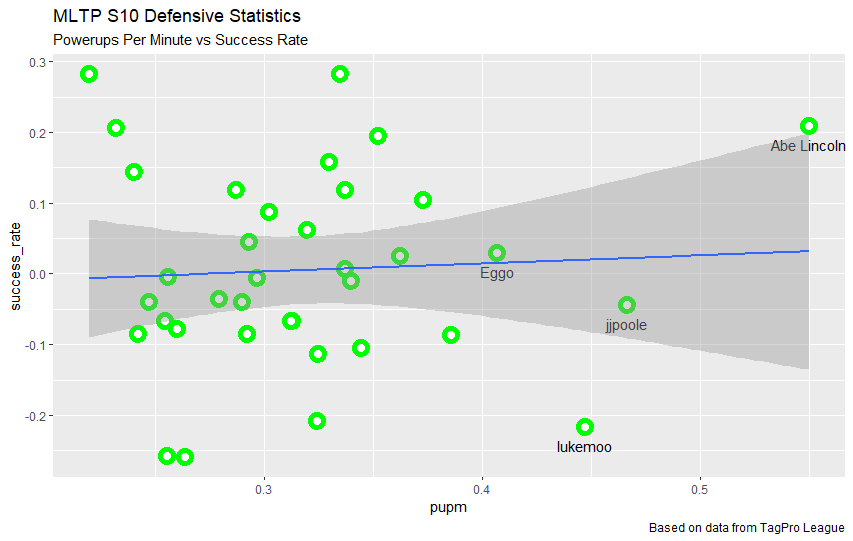 MLTP S10 Defensive Statistics
Powerups Per Minute vs Success Rate
0.3
0.2
0.1
0.0
-0.1
-0.2
success_rate
Abe Lincoln
Eggo
jjpoole
lukemoo
0.3
0.4
0.5
pupm
Based on data from TagPro League